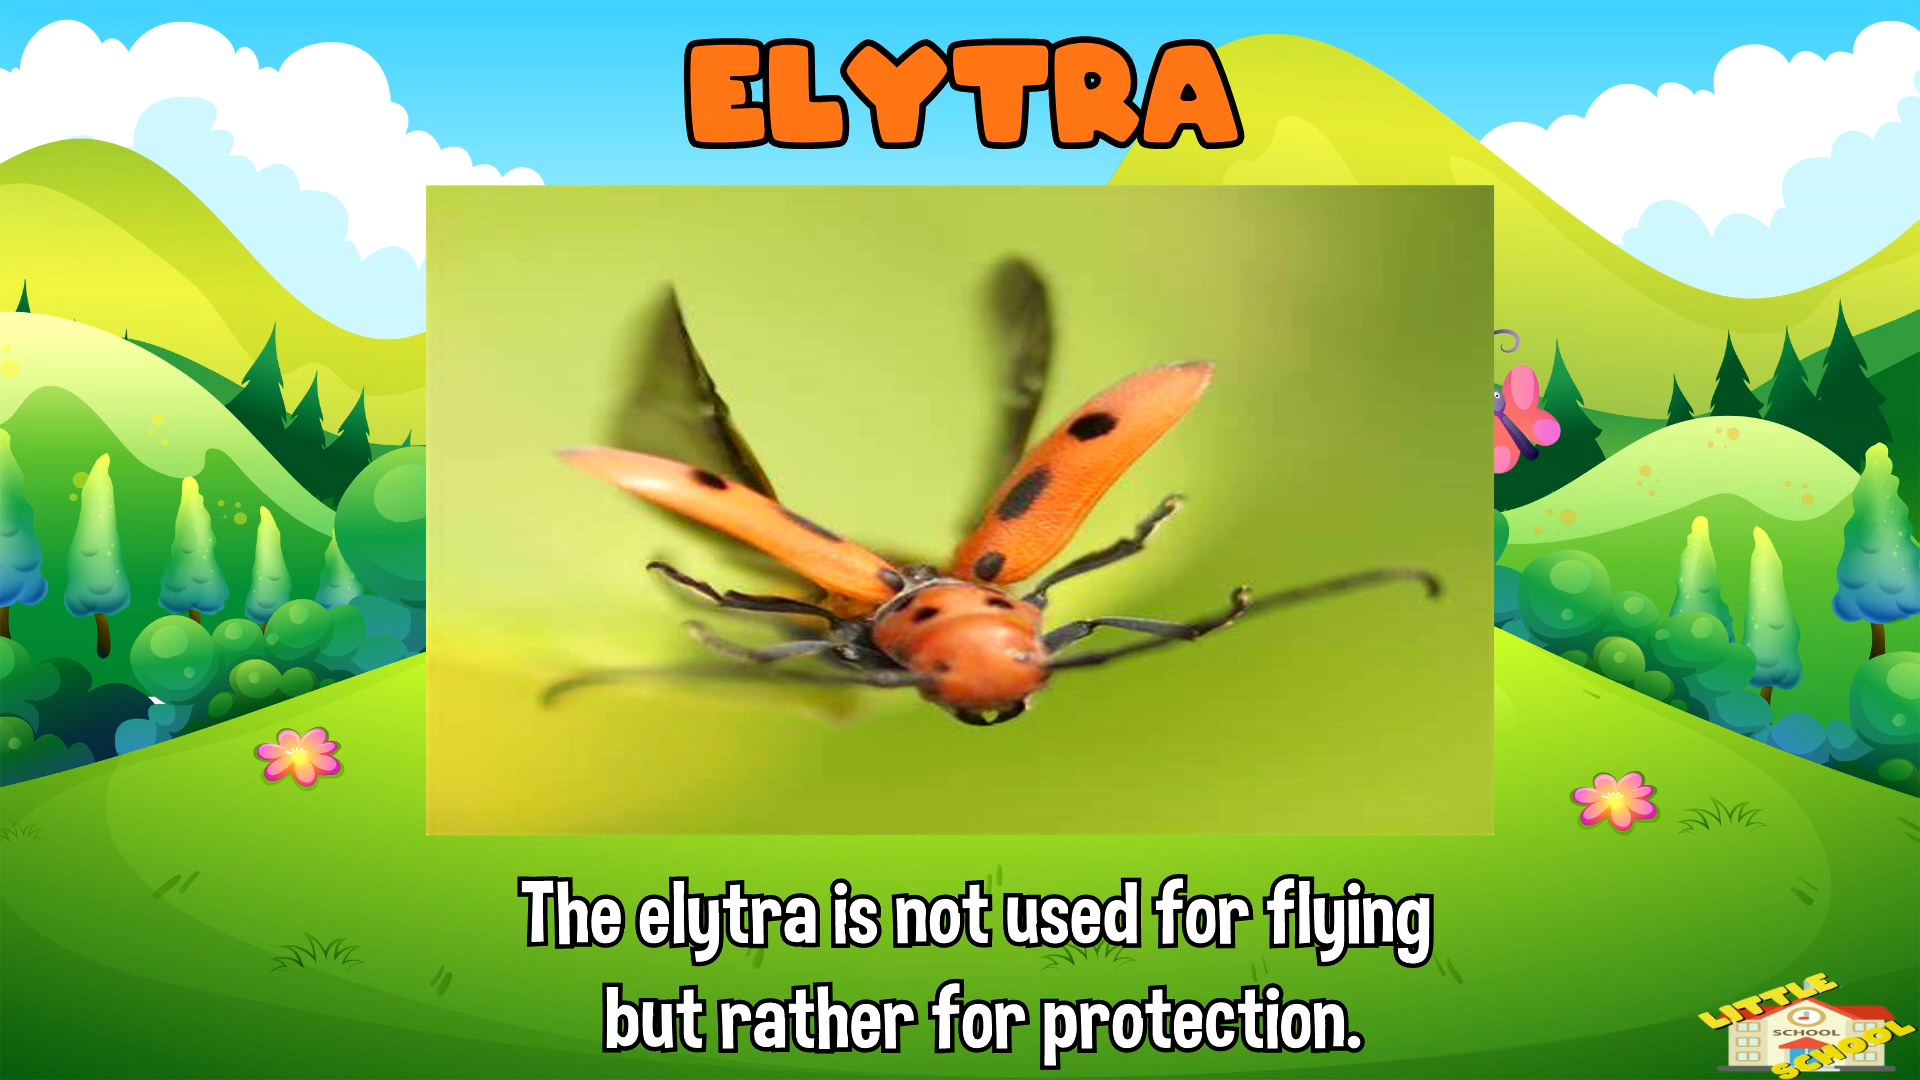 ELYTRA
The elytra is not used for flying
but rather for protection.
LITTLE
SCHOOL
SCHOOL